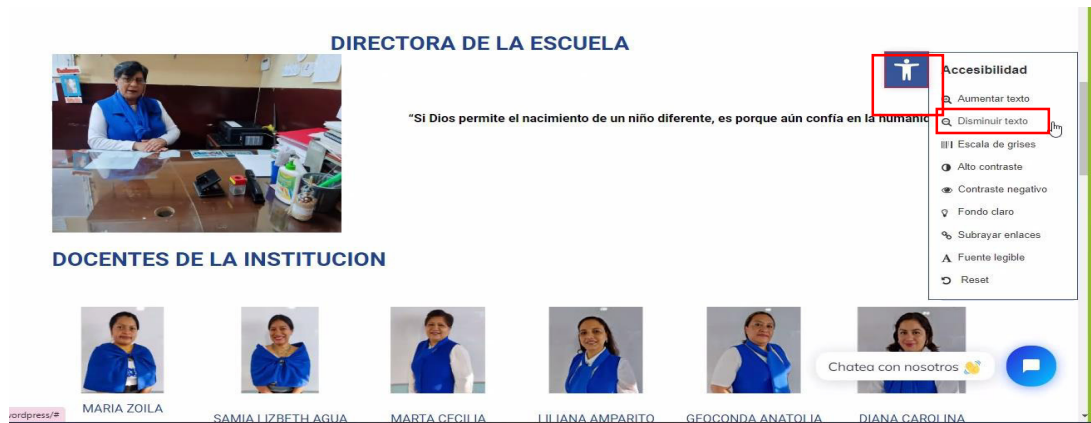 DIRECTORA DE LA ESCUELA
"Si Dios permite el nacimiento de un niño diferente, es porque aún confía en la humanid
Accesibilidad
Aumentar texto
Disminuir texto
Escala de grises
Alto contraste
Contraste negativo
Fondo claro
Subrayar enlaces
Fuente legible
Reset
DOCENTES DE LA INSTITUCION
Chatea con nosotros 👋
MARIA ZOILA
SAMIA LIZBETH AGUA
MARTA CECILIA
LILIANA AMPARITO
GEOCONDA ANATOLIA
DIANA CAROLINA
wordpress/#